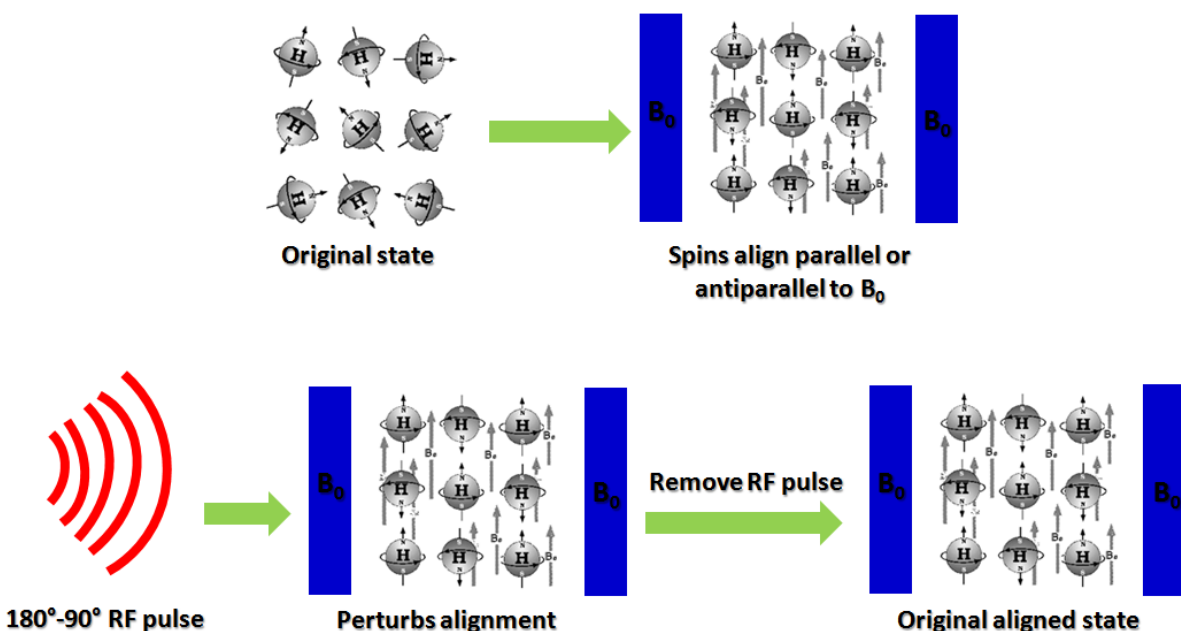 H H H
H H H
H H H
Original state
B₀ B₀
H H H
H H H
H H H
Spins align parallel or
antiparallel to B₀
180°-90° RF pulse
B₀ B₀
H H H
H H H
H H H
Perturbs alignment
Remove RF pulse
B₀ B₀
H H H
H H H
H H H
Original aligned state